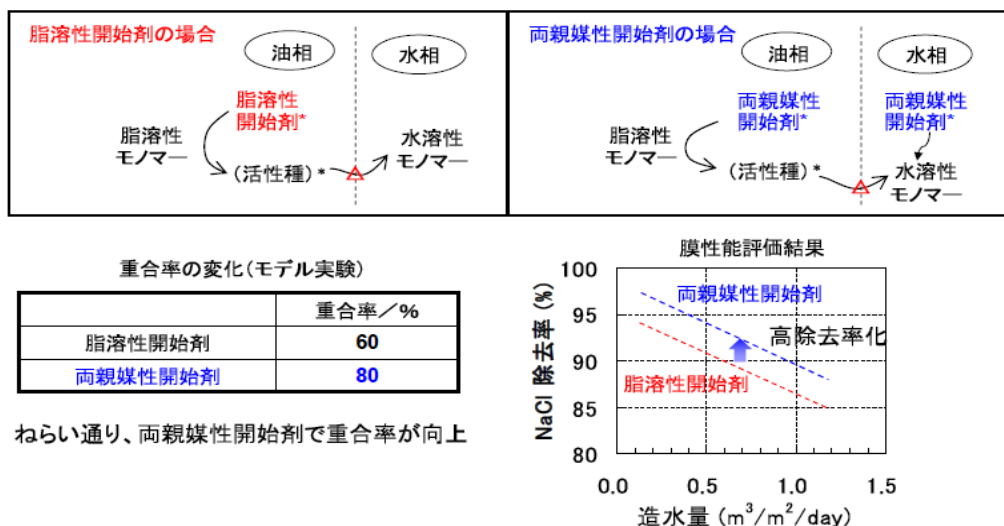 脂溶性開始剤の場合
油相
水相
脂溶性
開始剤*
脂溶性
モノマー
(活性種)*
水溶性
モノマー
両親媒性開始剤の場合
油相
水相
両親媒性
開始剤*
両親媒性
開始剤*
脂溶性
モノマー
(活性種)*
水溶性
モノマー
重合率の変化(モデル実験)
重合率/%
脂溶性開始剤 60
両親媒性開始剤 80
ねらい通り、両親媒性開始剤で重合率が向上
膜性能評価結果
NaCl 除去率 (%)
100
95
90
85
80
両親媒性開始剤
高除去率化
脂溶性開始剤
0.0 0.5 1.0 1.5
造水量 (m³/m²/day)